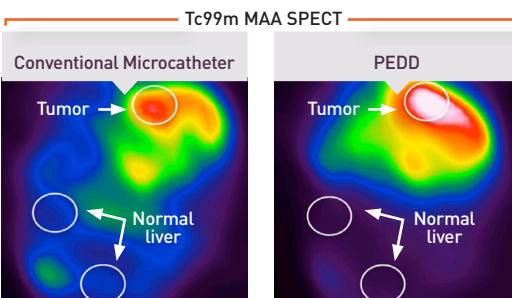 Tc99m MAA SPECT
Conventional Microcatheter
PEDD
Tumor
Tumor
Normal
liver
Normal
liver